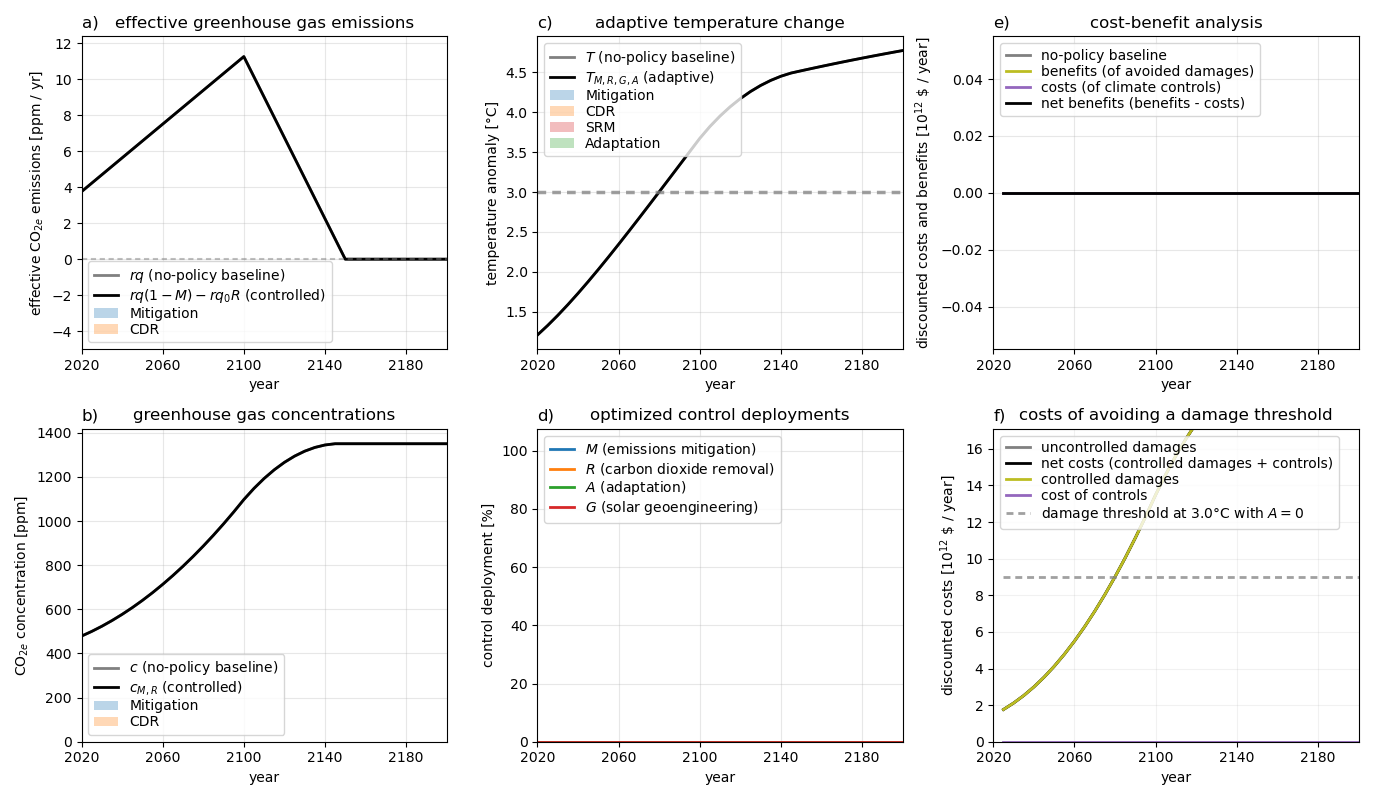 a) effective greenhouse gas emissions
effective CO2e emissions [ppm / yr]
12
10
8
6
4
2
0
−2
−4
rq (no-policy baseline)
rq(1 − M) − rq0R (controlled)
Mitigation
CDR
2020 2060 2100 2140 2180
year
c) adaptive temperature change
temperature anomaly [°C]
4.5
4.0
3.5
3.0
2.5
2.0
1.5
T (no-policy baseline)
TM, R, G, A (adaptive)
Mitigation
CDR
SRM
Adaptation
2020 2060 2100 2140 2180
year
e) cost-benefit analysis
discounted costs and benefits [10^12 $ / year]
0.04
0.02
0.00
−0.02
−0.04
no-policy baseline
benefits (of avoided damages)
costs (of climate controls)
net benefits (benefits - costs)
2020 2060 2100 2140 2180
year
b) greenhouse gas concentrations
CO2e concentration [ppm]
1400
1200
1000
800
600
400
200
0
c (no-policy baseline)
cM, R (controlled)
Mitigation
CDR
2020 2060 2100 2140 2180
year
d) optimized control deployments
control deployment [%]
100
80
60
40
20
0
M (emissions mitigation)
R (carbon dioxide removal)
A (adaptation)
G (solar geoengineering)
2020 2060 2100 2140 2180
year
f) costs of avoiding a damage threshold
discounted costs [10^12 $ / year]
16
14
12
10
8
6
4
2
0
uncontrolled damages
net costs (controlled damages + controls)
controlled damages
cost of controls
damage threshold at 3.0°C with A = 0
2020 2060 2100 2140 2180
year